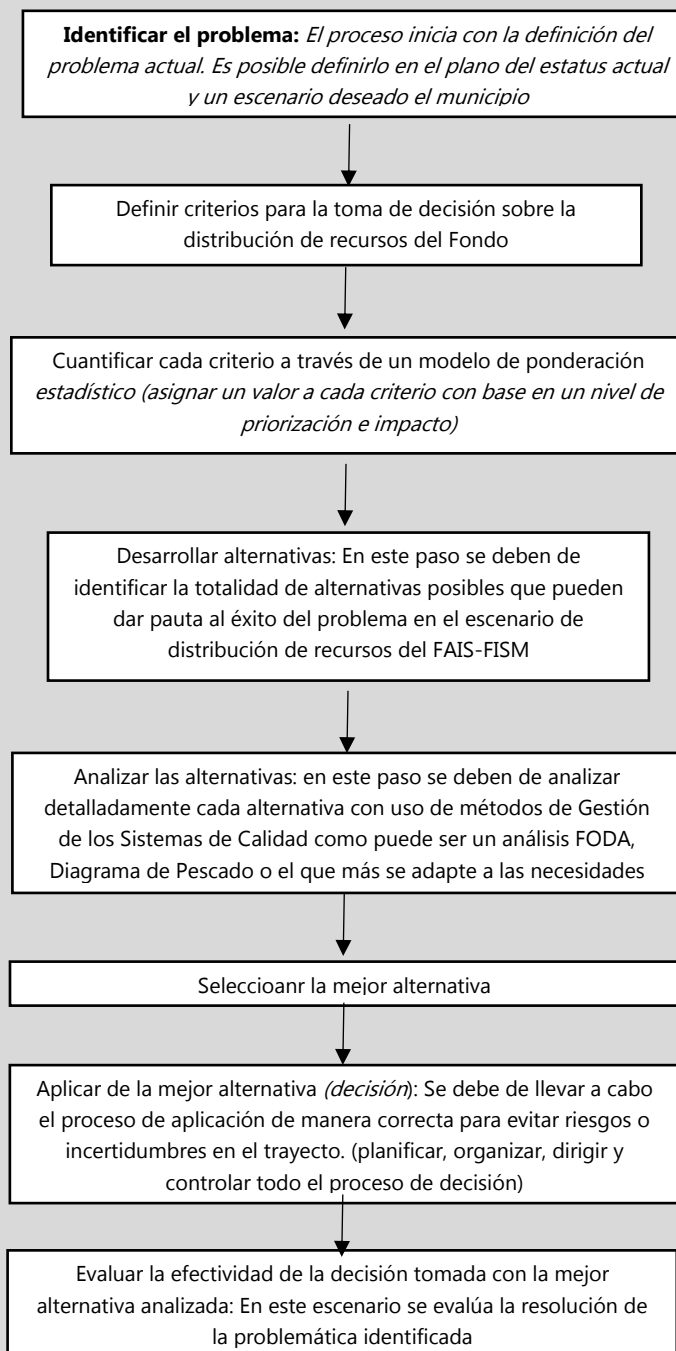 Identificar el problema: El proceso inicia con la definición del
problema actual. Es posible definirlo en el plano del estatus actual
y un escenario deseado el municipio
Definir criterios para la toma de decisión sobre la
distribución de recursos del Fondo
Cuantificar cada criterio a través de un modelo de ponderación
estadístico (asignar un valor a cada criterio con base en un nivel de
priorización e impacto)
Desarrollar alternativas: En este paso se deben de
identificar la totalidad de alternativas posibles que pueden
dar pauta al éxito del problema en el escenario de
distribución de recursos del FAIS-FISM
Analizar las alternativas: en este paso se deben de analizar
detalladamente cada alternativa con uso de métodos de Gestión
de los Sistemas de Calidad como puede ser un análisis FODA,
Diagrama de Pescado o el que más se adapte a las necesidades
Seleccioanr la mejor alternativa
Aplicar de la mejor alternativa (decisión): Se debe de llevar a cabo
el proceso de aplicación de manera correcta para evitar riesgos o
incertidumbres en el trayecto. (planificar, organizar, dirigir y
controlar todo el proceso de decisión)
Evaluar la efectividad de la decisión tomada con la mejor
alternativa analizada: En este escenario se evalúa la resolución de
la problemática identificada